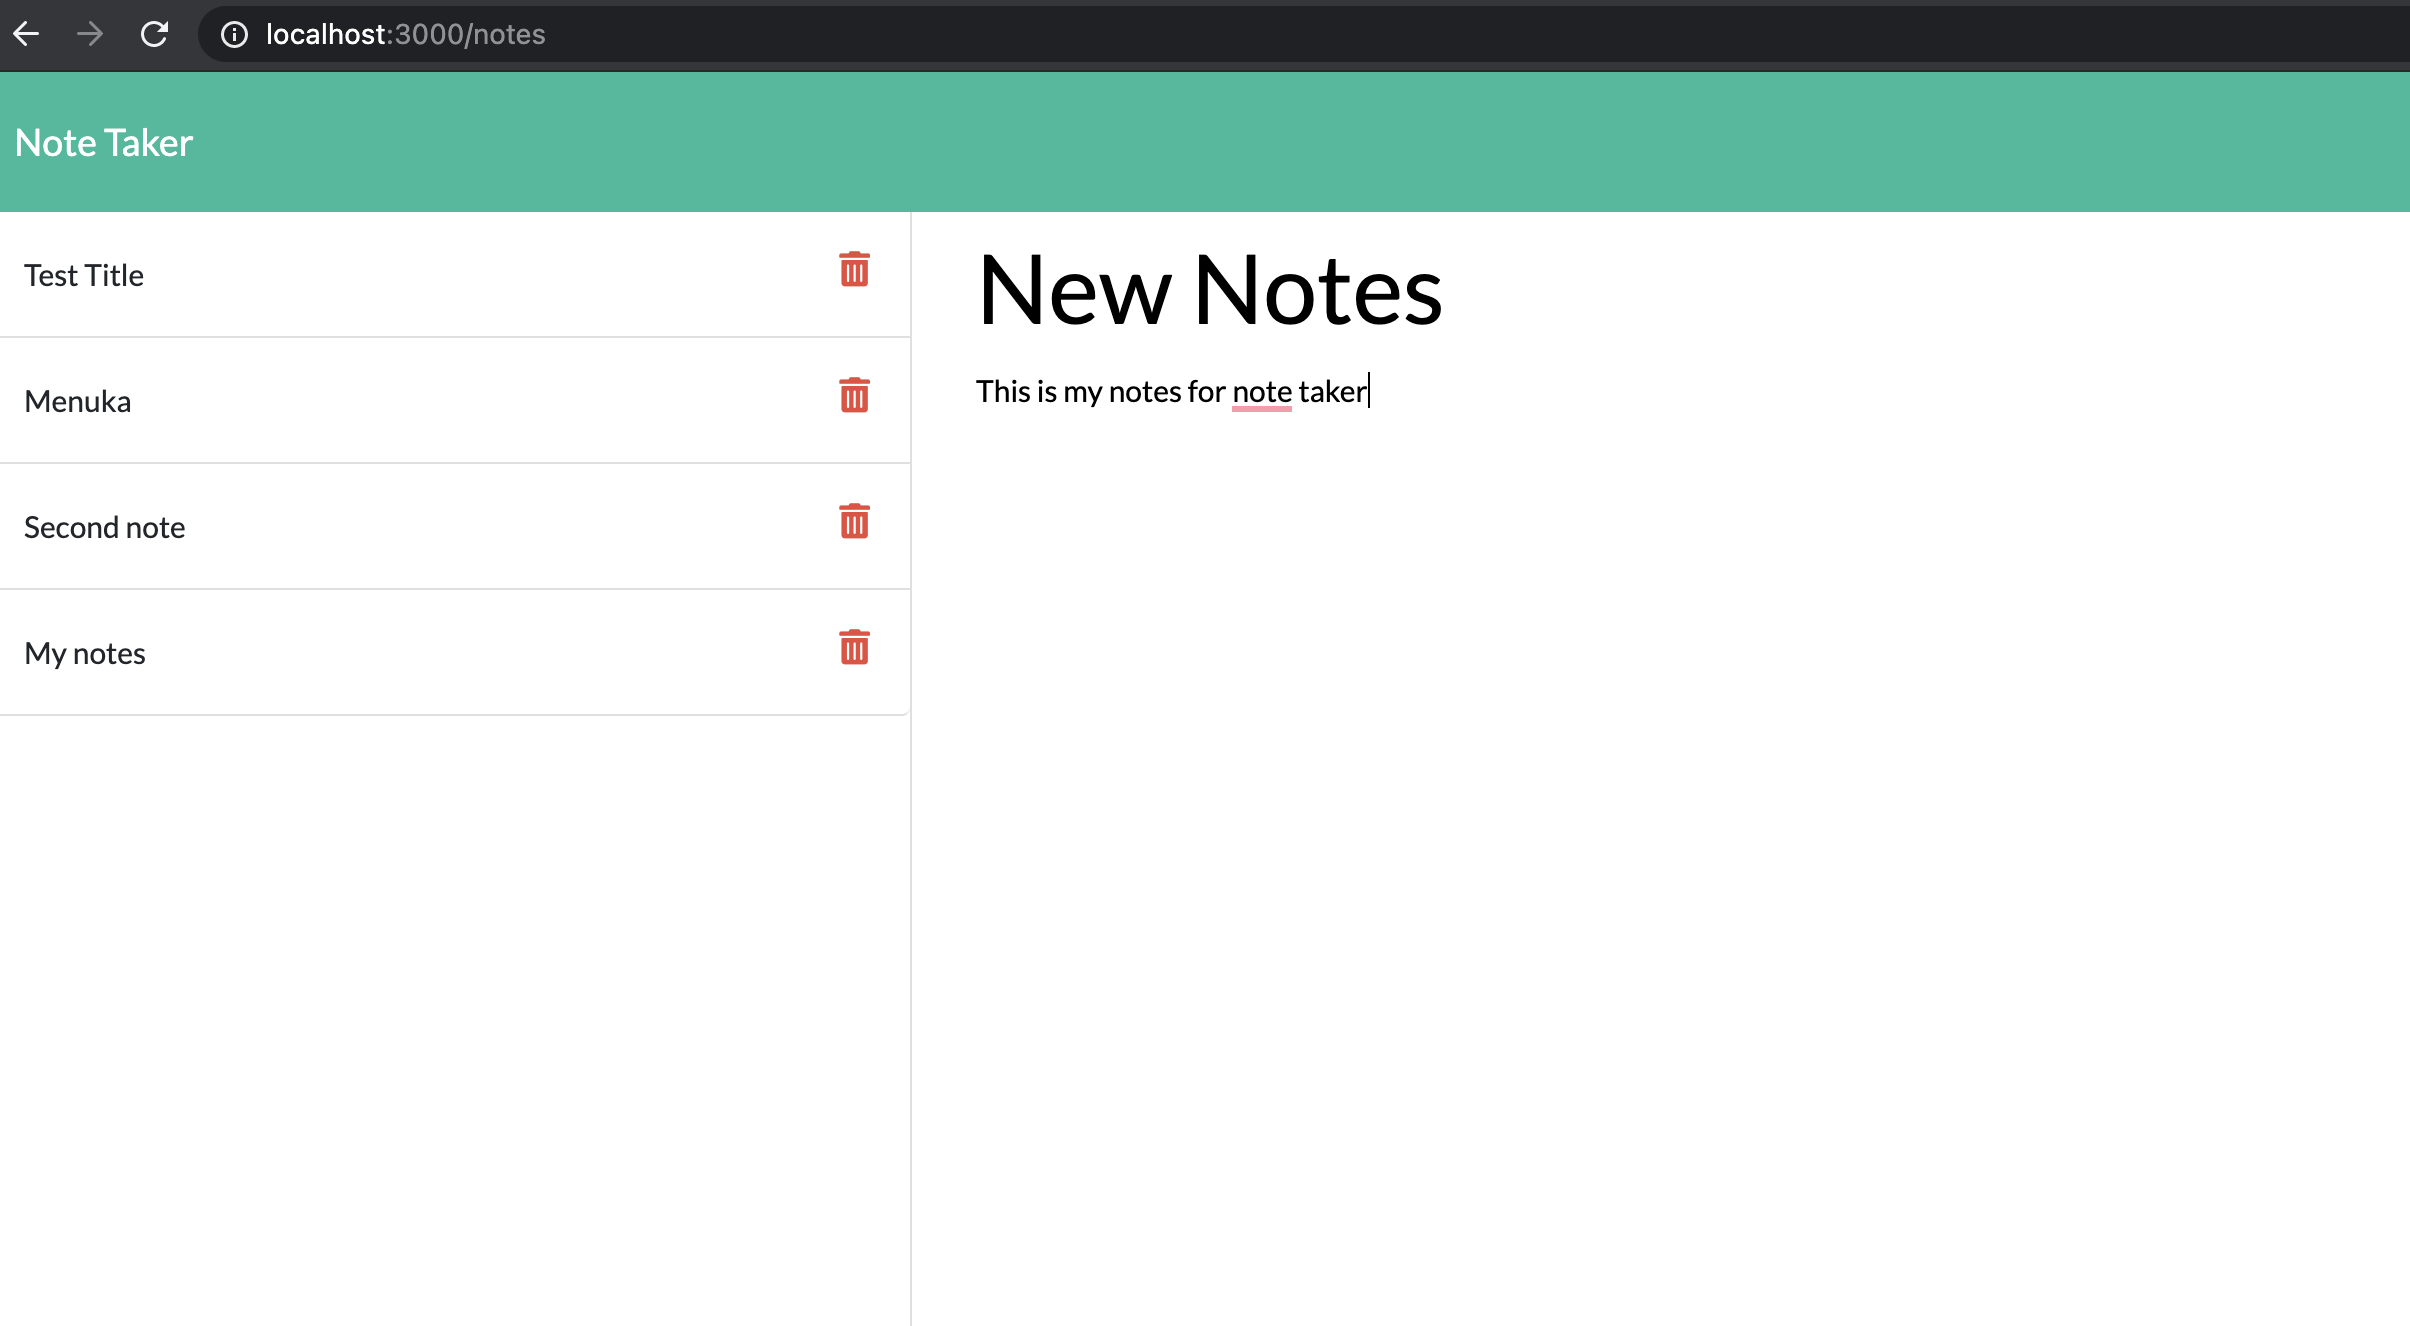 localhost:3000/notes
Note Taker
Test Title
Menuka
Second note
My notes
New Notes
This is my notes for note taker